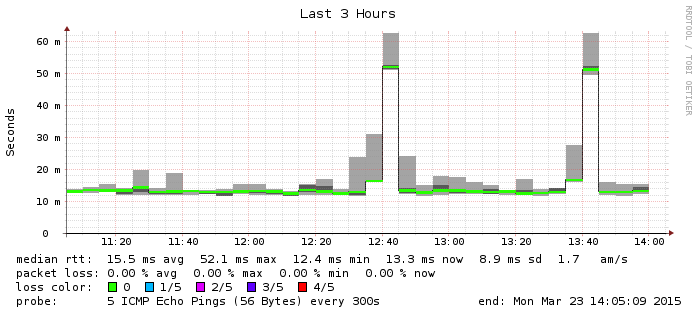 Last 3 Hours
RRDTOOL / TOBI OETIKER
Seconds
60 m
50 m
40 m
30 m
20 m
10 m
0
11:20 11:40 12:00 12:20 12:40 13:00 13:20 13:40 14:00
median rtt: 15.5 ms avg 52.1 ms max 12.4 ms min 13.3 ms now 8.9 ms sd 1.7 am/s
packet loss: 0.00 % avg 0.00 % max 0.00 % min 0.00 % now
loss color: 0 1/5 2/5 3/5 4/5
probe: 5 ICMP Echo Pings (56 Bytes) every 300s end: Mon Mar 23 14:05:09 2015